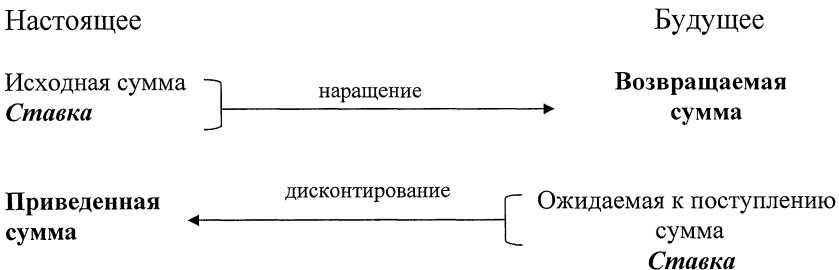 Настоящее
Будущее
Исходная сумма
Ставка
наращение
Возвращаемая
сумма
Приведенная
сумма
дисконтирование
Ожидаемая к поступлению
сумма
Ставка